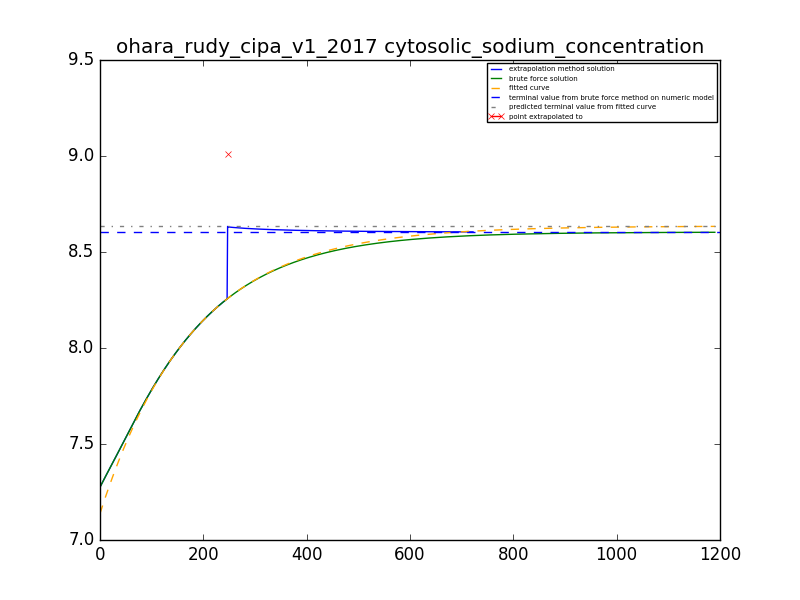 ohara_rudy_cipa_v1_2017 cytosolic_sodium_concentration
9.5
extrapolation method solution
brute force solution
fitted curve
terminal value from brute force method on numeric model
predicted terminal value from fitted curve
point extrapolated to
9.0
8.5
8.0
7.5
7.0
0 200 400 600 800 1000 1200